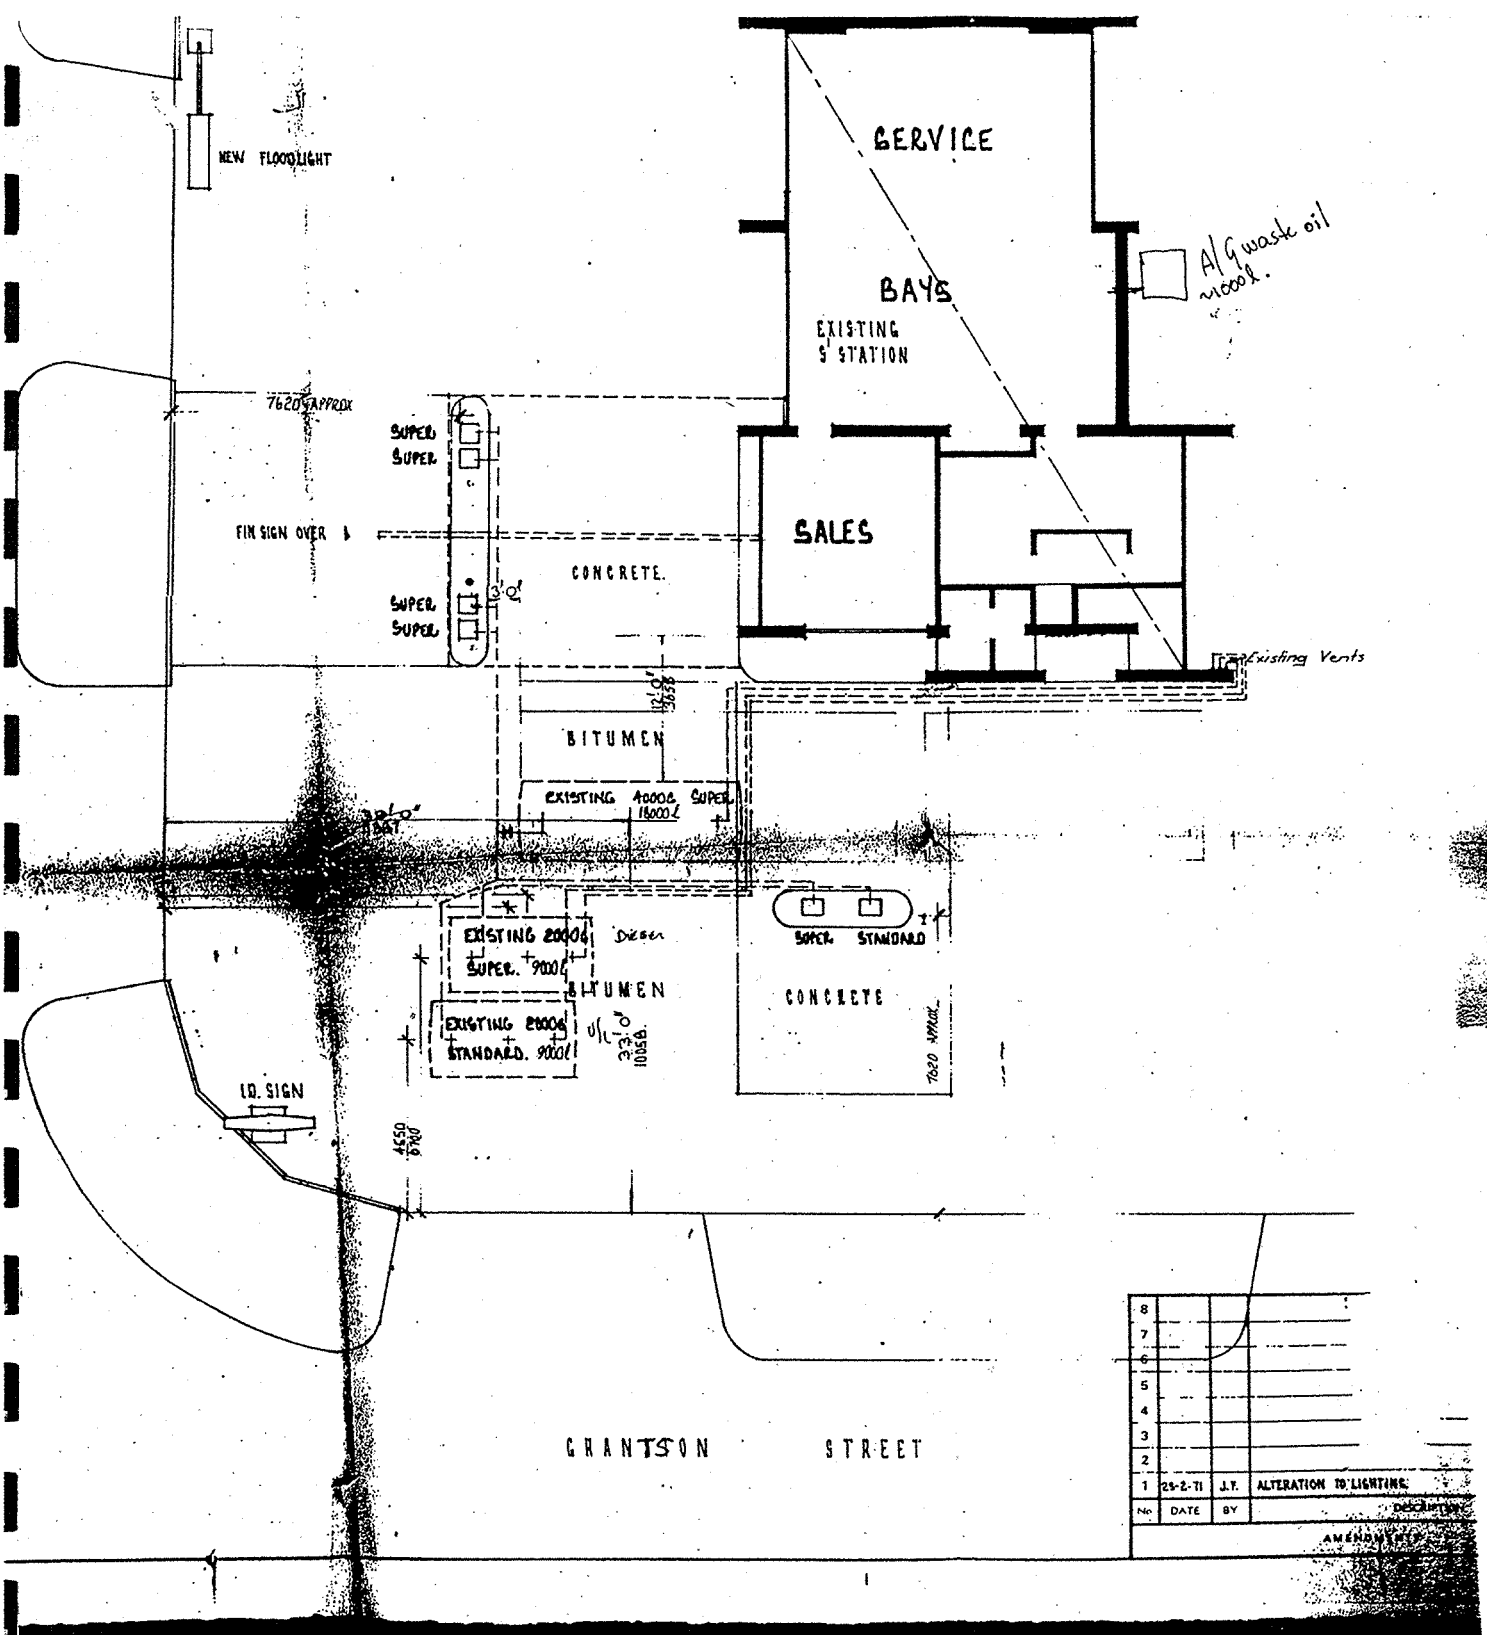 NEW FLOODLIGHT
SERVICE
BAYS
EXISTING
S' STATION
A/G waste oil
~1000l.
7620 APPROX
SUPER
SUPER
FIN SIGN OVER
SALES
CONCRETE.
3'0"
SUPER
SUPER
Existing Vents
12'0"
3658
BITUMEN
EXISTING 4000G SUPER
18000l
EXISTING 2000G Diesel
SUPER. 9000l
SUPER STANDARD
BITUMEN
CONCRETE
EXISTING 2000G
STANDARD. 9000l
U/L
33'0"
10058.
7620 APPROX.
I.D. SIGN
4650
6700
GRANTSON STREET
8
7
6
5
4
3
2
1 25-2-71 J.Y. ALTERATION TO LIGHTING.
No DATE BY DESCRIPTION
AMENDMENTS